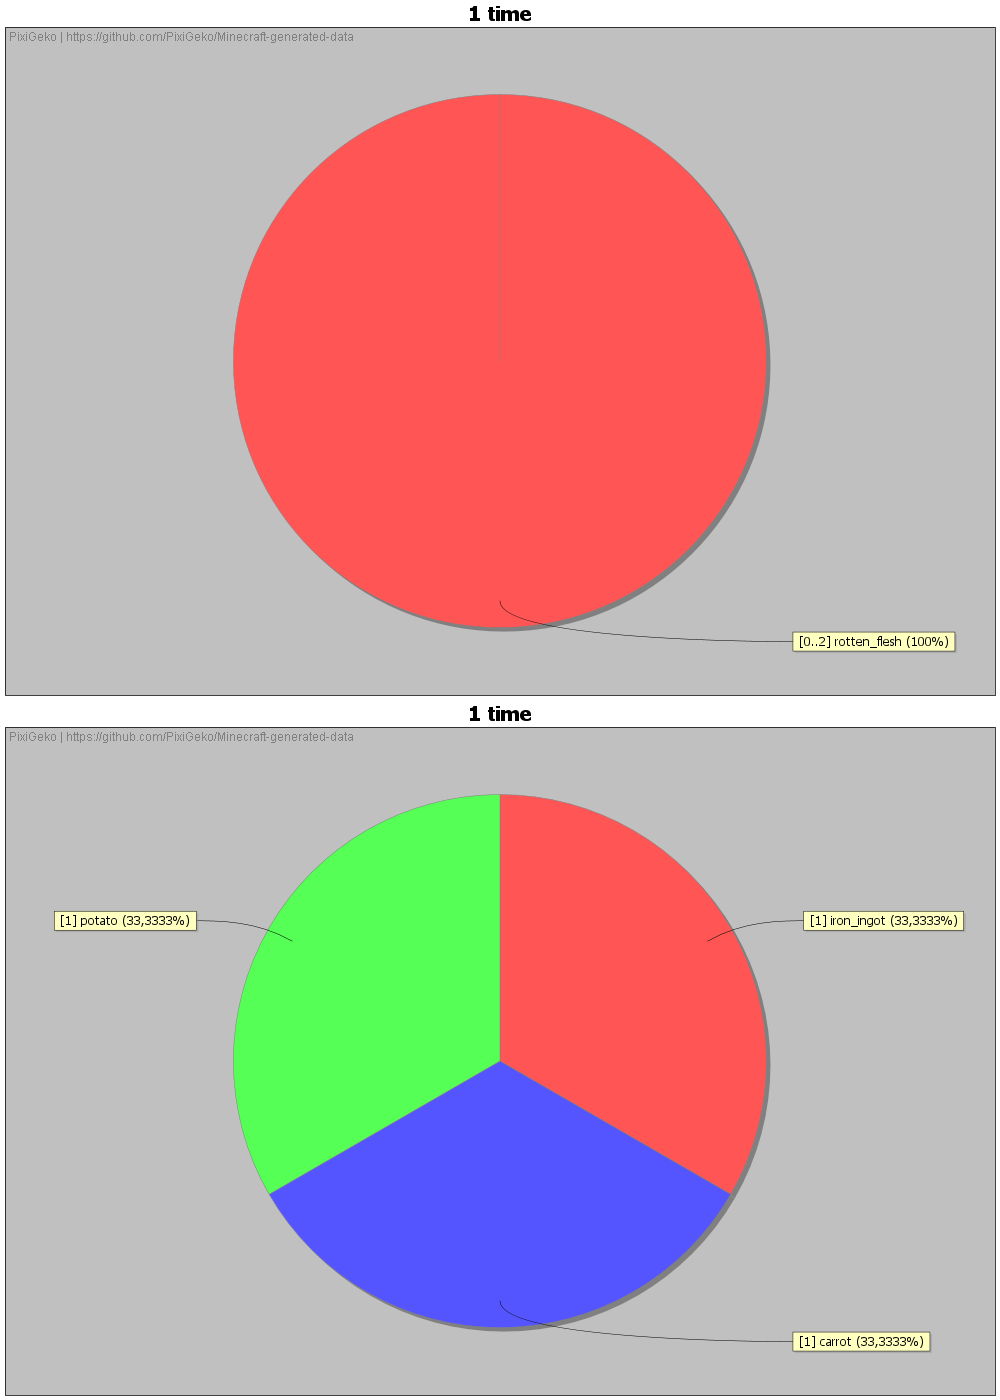 1 time
PixiGeko | https://github.com/PixiGeko/Minecraft-generated-data
[0..2] rotten_flesh (100%)
1 time
PixiGeko | https://github.com/PixiGeko/Minecraft-generated-data
[1] potato (33,3333%)
[1] iron_ingot (33,3333%)
[1] carrot (33,3333%)